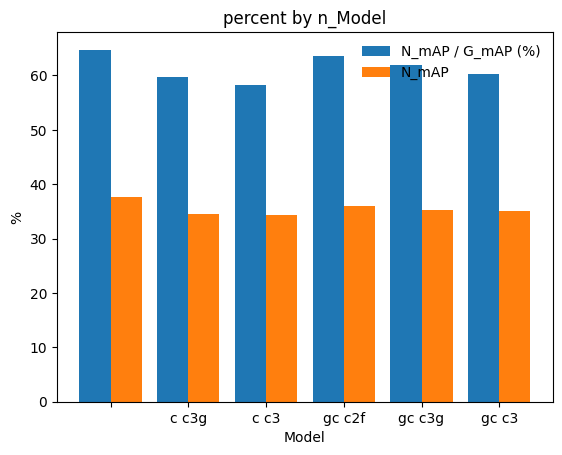 percent by n_Model
N_mAP / G_mAP (%)
N_mAP
60
50
40
30
20
10
0
%
c c3g c c3 gc c2f gc c3g gc c3
Model